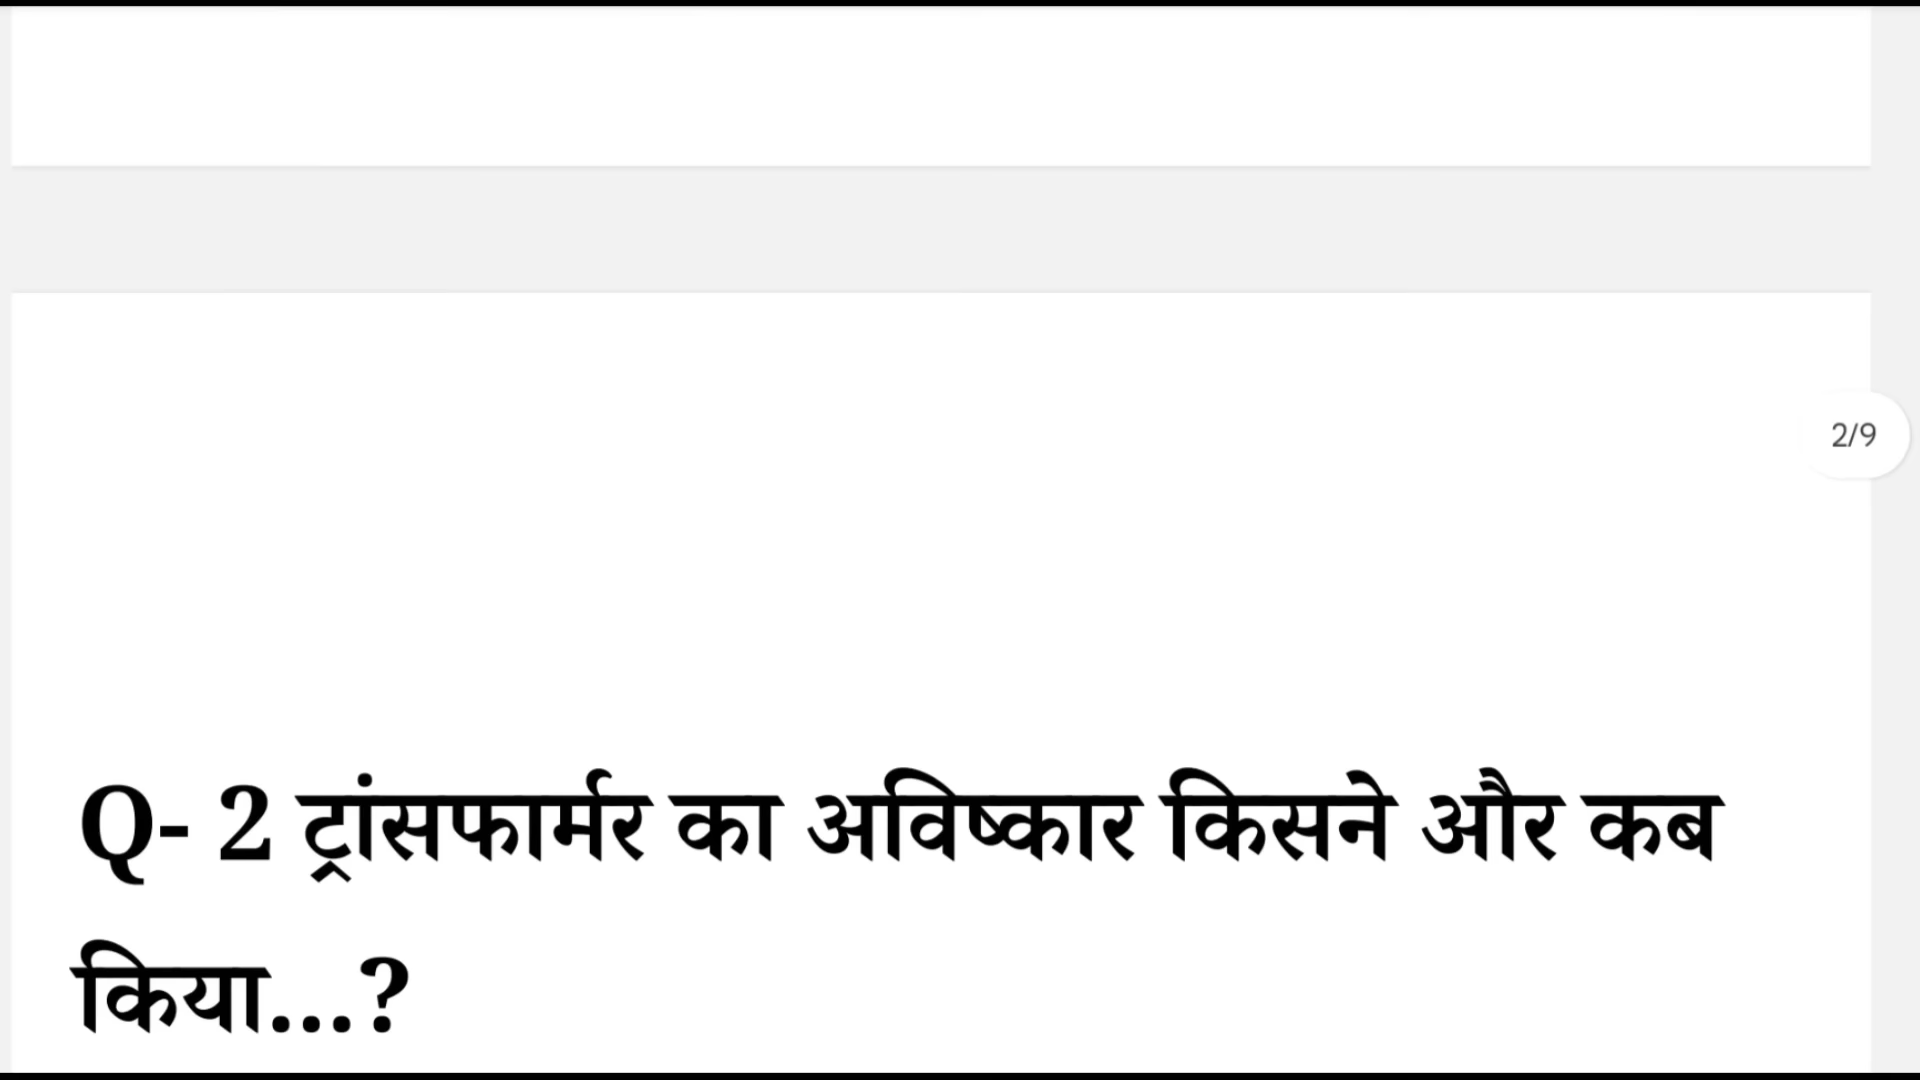 2/9
Q- 2 ट्रांसफार्मर का अविष्कार किसने और कब
किया...?